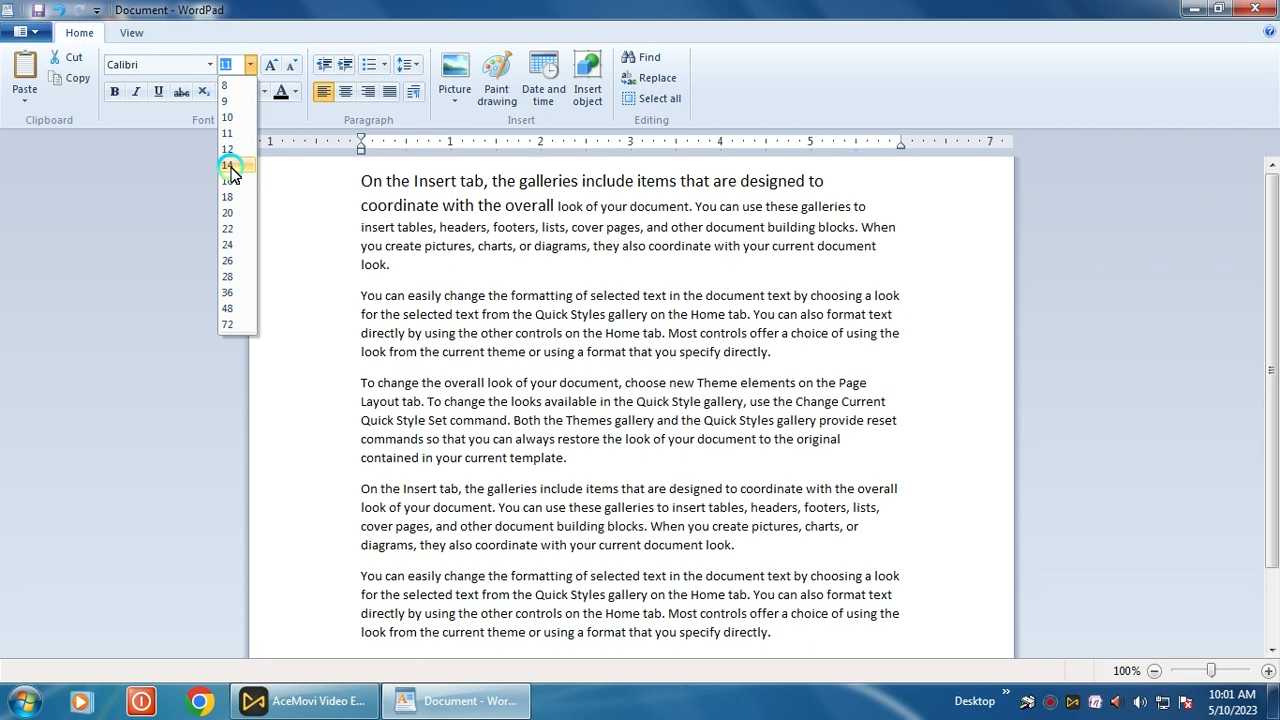 Document - WordPad
Home
View
Paste
Cut
Copy
Clipboard
Calibri
11
Font
Paragraph
Picture
Paint drawing
Date and time
Insert object
Insert
Find
Replace
Select all
Editing
8
9
10
11
12
14
18
20
22
24
26
28
36
48
72
1 1 2 3 4 5 7
On the Insert tab, the galleries include items that are designed to
coordinate with the overall look of your document. You can use these galleries to
insert tables, headers, footers, lists, cover pages, and other document building blocks. When
you create pictures, charts, or diagrams, they also coordinate with your current document
look.
You can easily change the formatting of selected text in the document text by choosing a look
for the selected text from the Quick Styles gallery on the Home tab. You can also format text
directly by using the other controls on the Home tab. Most controls offer a choice of using the
look from the current theme or using a format that you specify directly.
To change the overall look of your document, choose new Theme elements on the Page
Layout tab. To change the looks available in the Quick Style gallery, use the Change Current
Quick Style Set command. Both the Themes gallery and the Quick Styles gallery provide reset
commands so that you can always restore the look of your document to the original
contained in your current template.
On the Insert tab, the galleries include items that are designed to coordinate with the overall
look of your document. You can use these galleries to insert tables, headers, footers, lists,
cover pages, and other document building blocks. When you create pictures, charts, or
diagrams, they also coordinate with your current document look.
You can easily change the formatting of selected text in the document text by choosing a look
for the selected text from the Quick Styles gallery on the Home tab. You can also format text
directly by using the other controls on the Home tab. Most controls offer a choice of using the
look from the current theme or using a format that you specify directly.
100%
AceMovi Video E...
Document - Wor...
Desktop
10:01 AM
5/10/2023